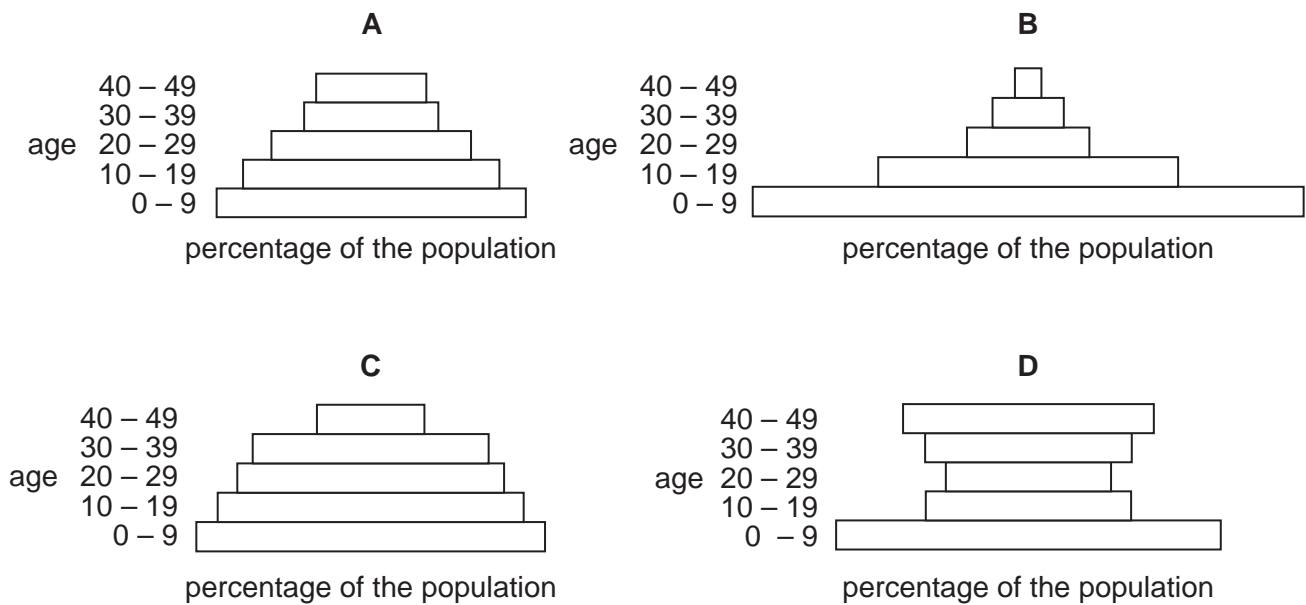 A
40 – 49
30 – 39
age 20 – 29
10 – 19
0 – 9
percentage of the population
B
40 – 49
30 – 39
age 20 – 29
10 – 19
0 – 9
percentage of the population
C
40 – 49
30 – 39
age 20 – 29
10 – 19
0 – 9
percentage of the population
D
40 – 49
30 – 39
age 20 – 29
10 – 19
0 – 9
percentage of the population